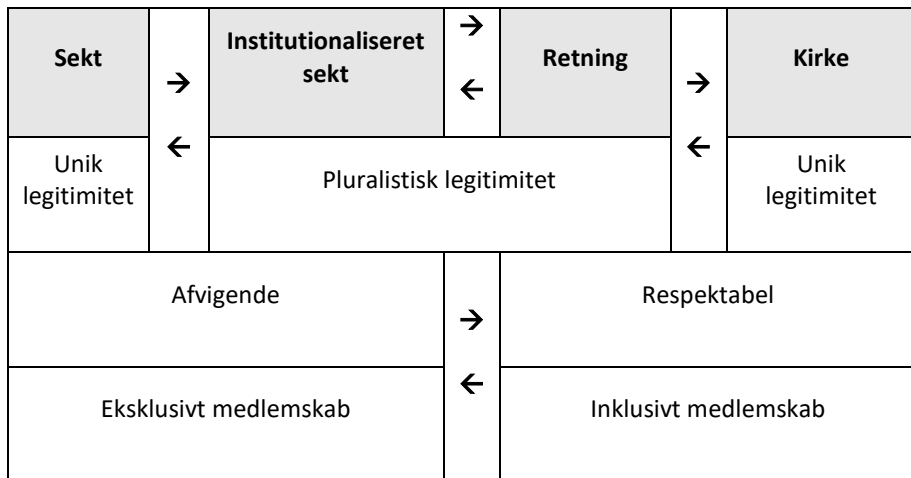 Sekt
→
←
Institutionaliseret
sekt
→
←
Retning
→
←
Kirke
Unik
legitimitet
Pluralistisk legitimitet
Unik
legitimitet
Afvigende
→
←
Respektabel
Eksklusivt medlemskab
Inklusivt medlemskab